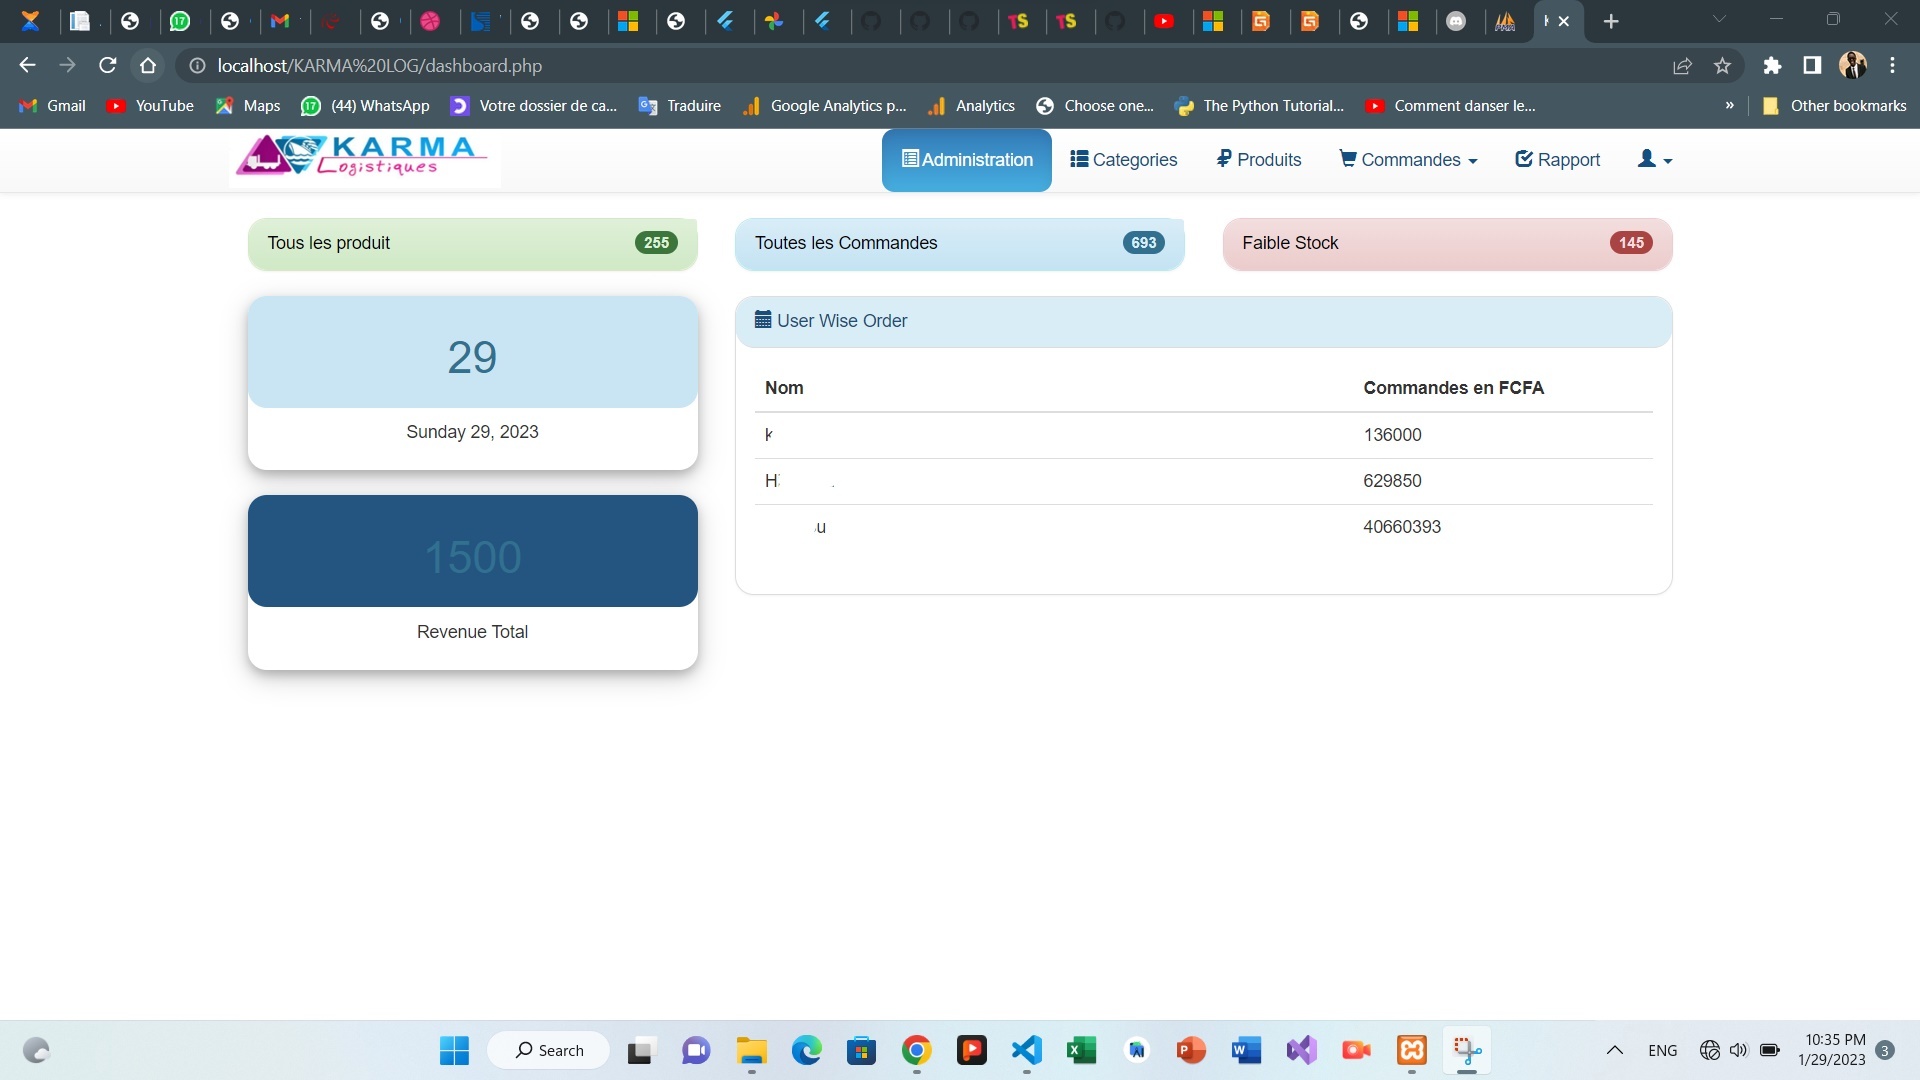 localhost/KARMA%20LOG/dashboard.php
Gmail YouTube Maps (44) WhatsApp Votre dossier de ca... Traduire Google Analytics p... Analytics Choose one... The Python Tutorial... Comment danser le... » Other bookmarks
KARMA
Logistiques
Administration Categories Produits Commandes Rapport
Tous les produit 255
Toutes les Commandes 693
Faible Stock 145
29
Sunday 29, 2023
1500
Revenue Total
User Wise Order
Nom Commandes en FCFA
136000
629850
40660393
Search
ENG
10:35 PM
1/29/2023
3